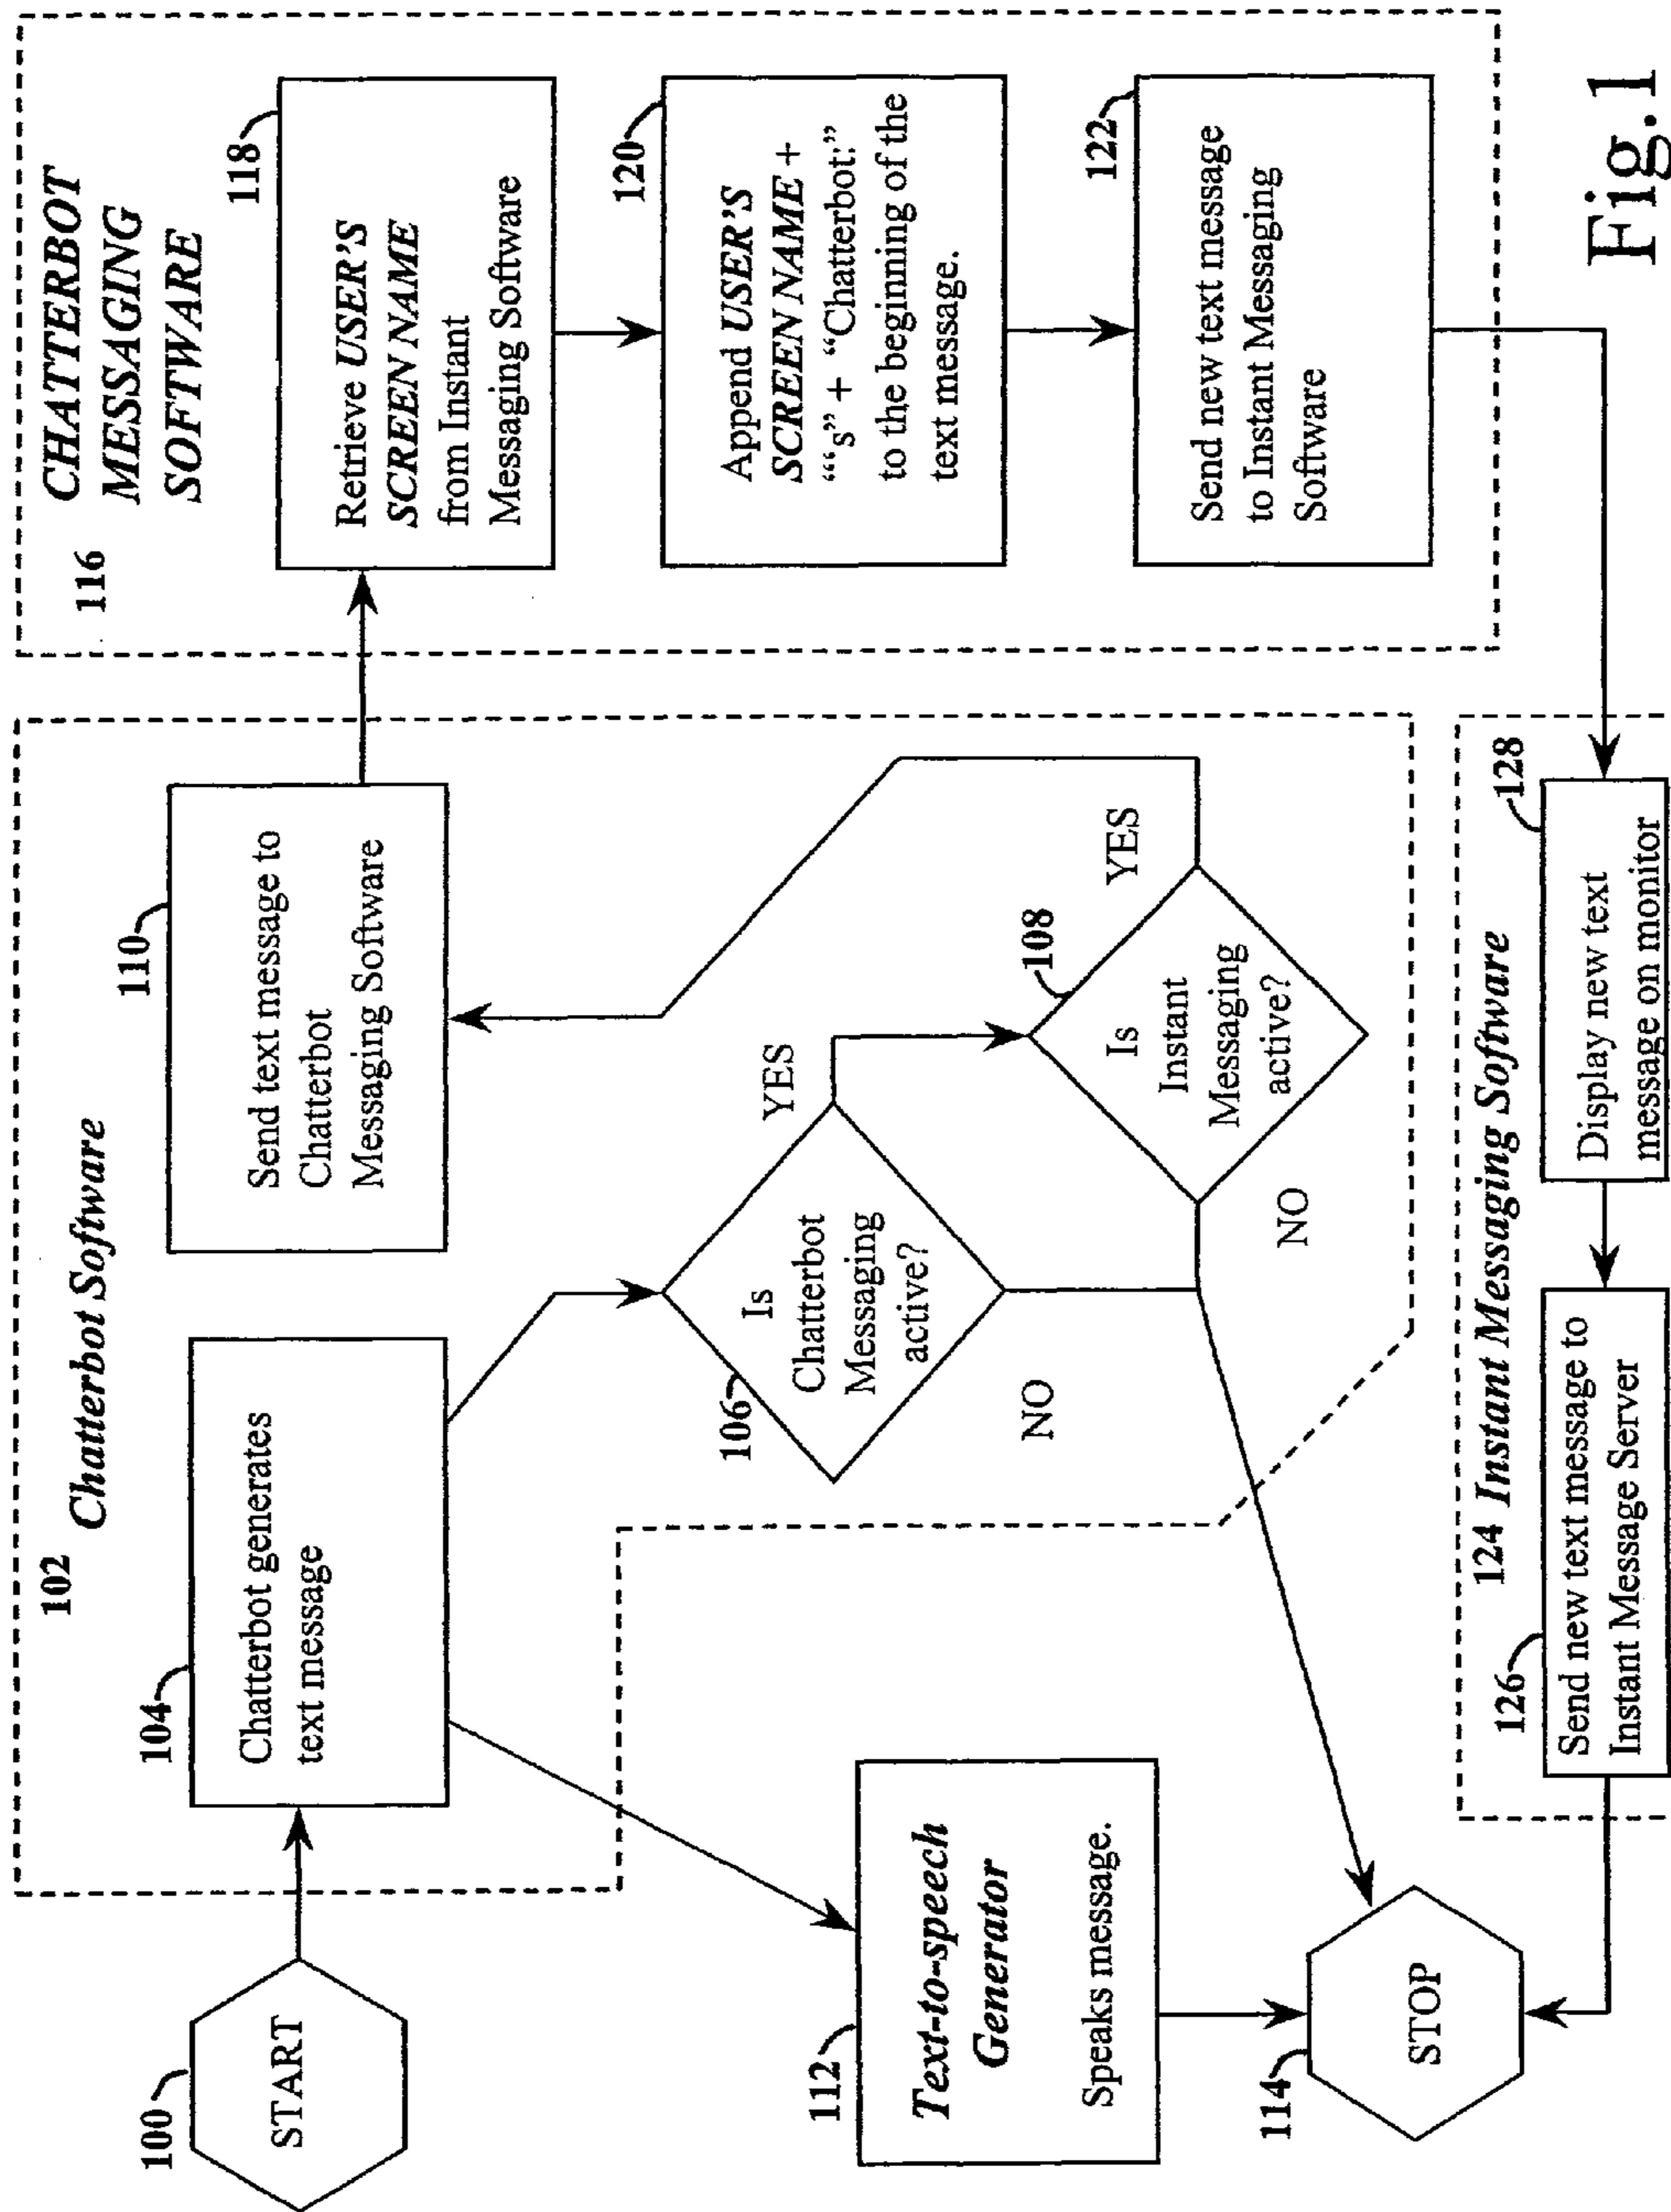 100
START
102
Chatterbot Software
104
Chatterbot generates
text message
110
Send text message to
Chatterbot
Messaging Software
106
Is
Chatterbot
Messaging
active?
YES
NO
108
Is
Instant
Messaging
active?
YES
NO
112
Text-to-speech
Generator
Speaks message.
114
STOP
116
CHATTERBOT
MESSAGING
SOFTWARE
118
Retrieve USER'S
SCREEN NAME
from Instant
Messaging Software
120
Append USER'S
SCREEN NAME +
“‘s” + “Chatterbot:”
to the beginning of the
text message.
122
Send new text message
to Instant Messaging
Software
124 Instant Messaging Software
126
Send new text message to
Instant Message Server
128
Display new text
message on monitor
Fig.1